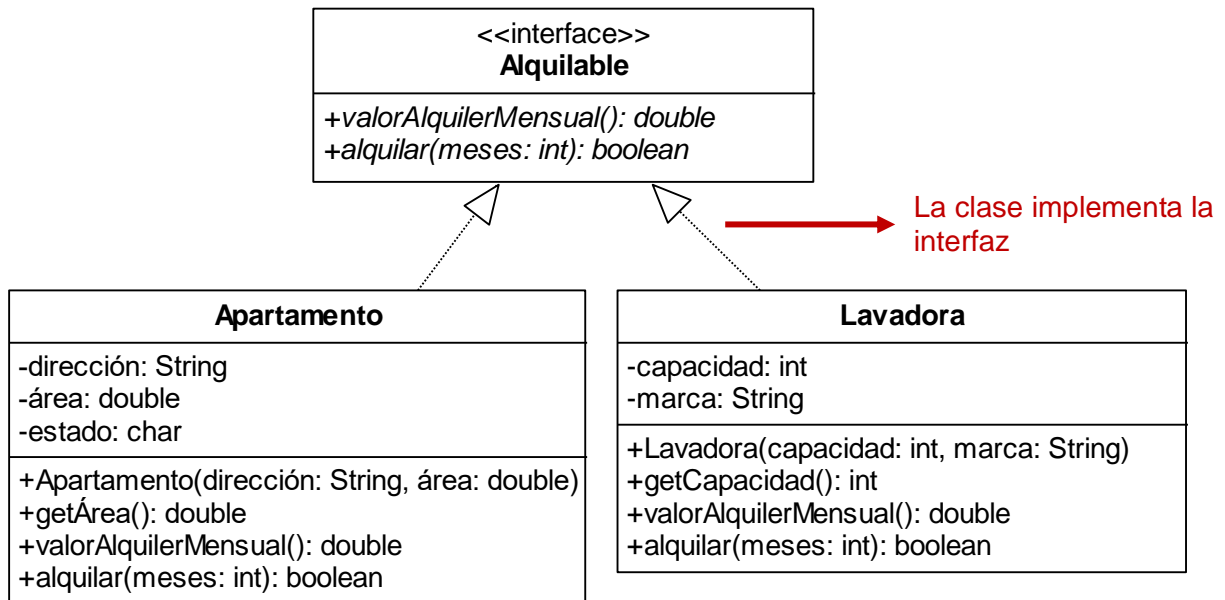 <<interface>>
Alquilable
+valorAlquilerMensual(): double
+alquilar(meses: int): boolean
La clase implementa la
interfaz
Apartamento
-dirección: String
-área: double
-estado: char
+Apartamento(dirección: String, área: double)
+getÁrea(): double
+valorAlquilerMensual(): double
+alquilar(meses: int): boolean
Lavadora
-capacidad: int
-marca: String
+Lavadora(capacidad: int, marca: String)
+getCapacidad(): int
+valorAlquilerMensual(): double
+alquilar(meses: int): boolean